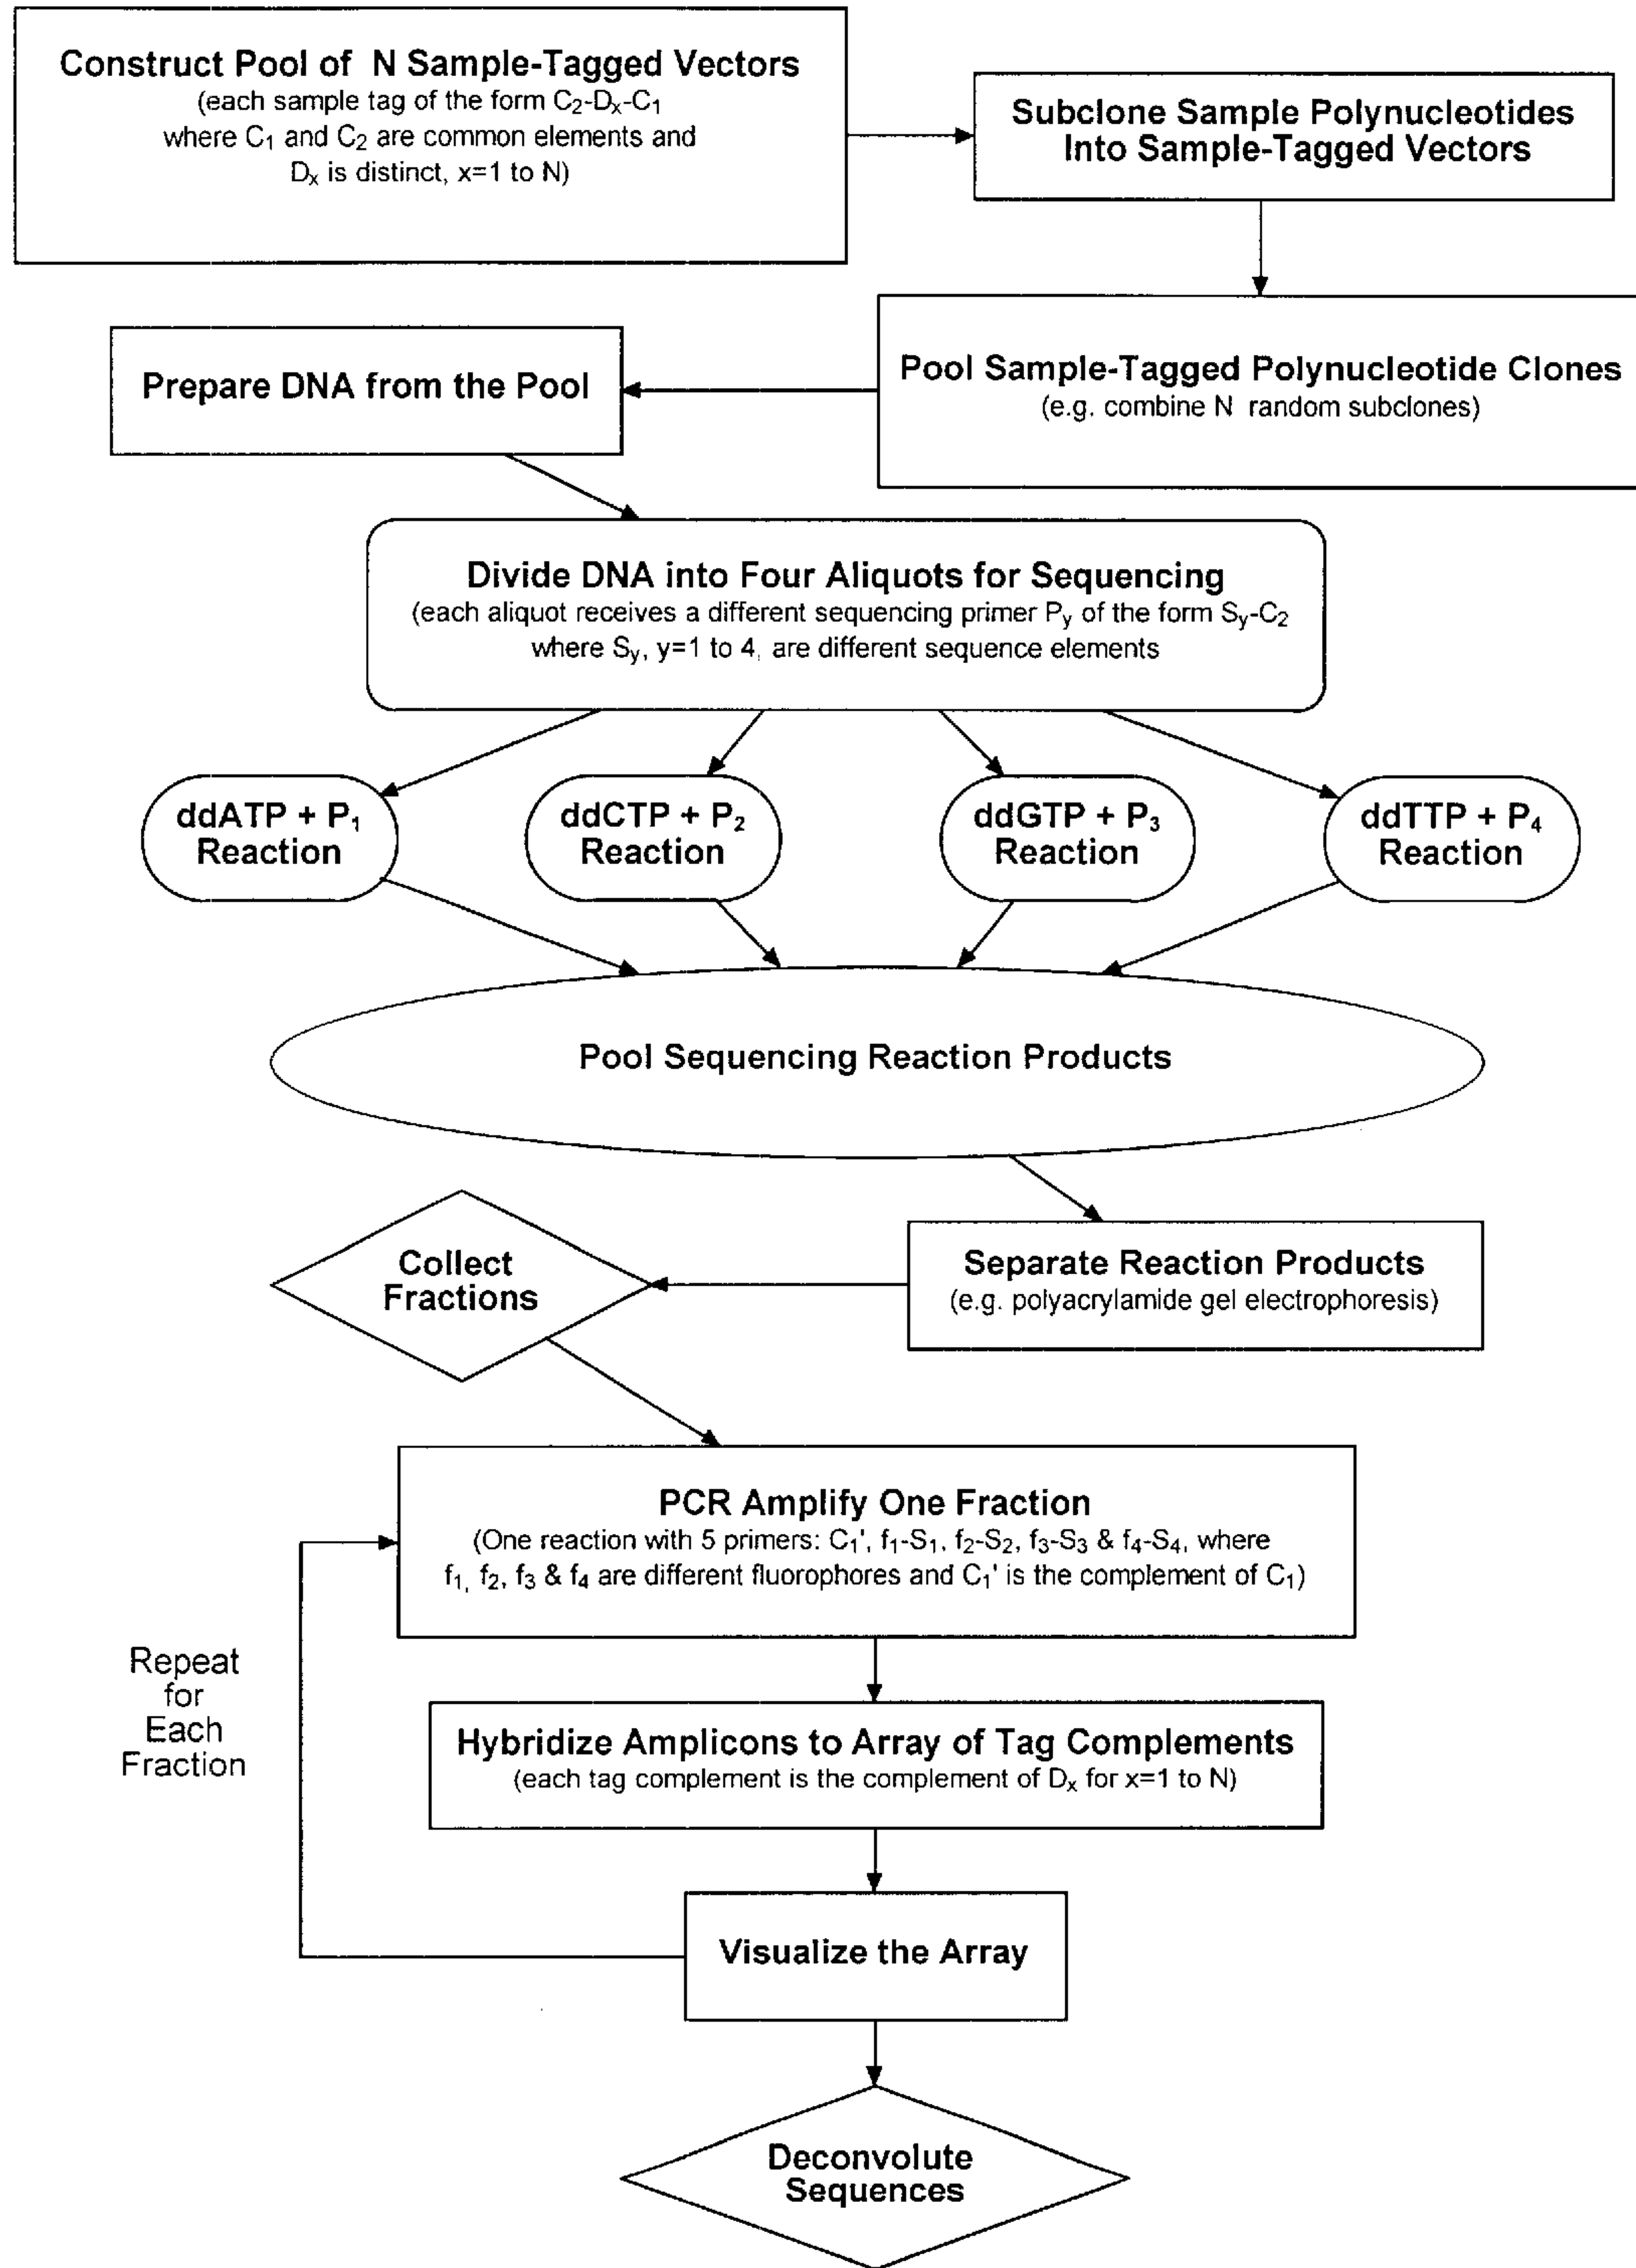 Construct Pool of N Sample-Tagged Vectors
(each sample tag of the form C₂-Dₓ-C₁
where C₁ and C₂ are common elements and
Dₓ is distinct, x=1 to N)
Subclone Sample Polynucleotides
Into Sample-Tagged Vectors
Pool Sample-Tagged Polynucleotide Clones
(e.g. combine N random subclones)
Prepare DNA from the Pool
Divide DNA into Four Aliquots for Sequencing
(each aliquot receives a different sequencing primer Pᵧ of the form Sᵧ-C₂
where Sᵧ, y=1 to 4, are different sequence elements
ddATP + P₁
Reaction
ddCTP + P₂
Reaction
ddGTP + P₃
Reaction
ddTTP + P₄
Reaction
Pool Sequencing Reaction Products
Separate Reaction Products
(e.g. polyacrylamide gel electrophoresis)
Collect
Fractions
PCR Amplify One Fraction
(One reaction with 5 primers: C₁', f₁-S₁, f₂-S₂, f₃-S₃ & f₄-S₄, where
f₁, f₂, f₃ & f₄ are different fluorophores and C₁' is the complement of C₁)
Repeat
for
Each
Fraction
Hybridize Amplicons to Array of Tag Complements
(each tag complement is the complement of Dₓ for x=1 to N)
Visualize the Array
Deconvolute
Sequences